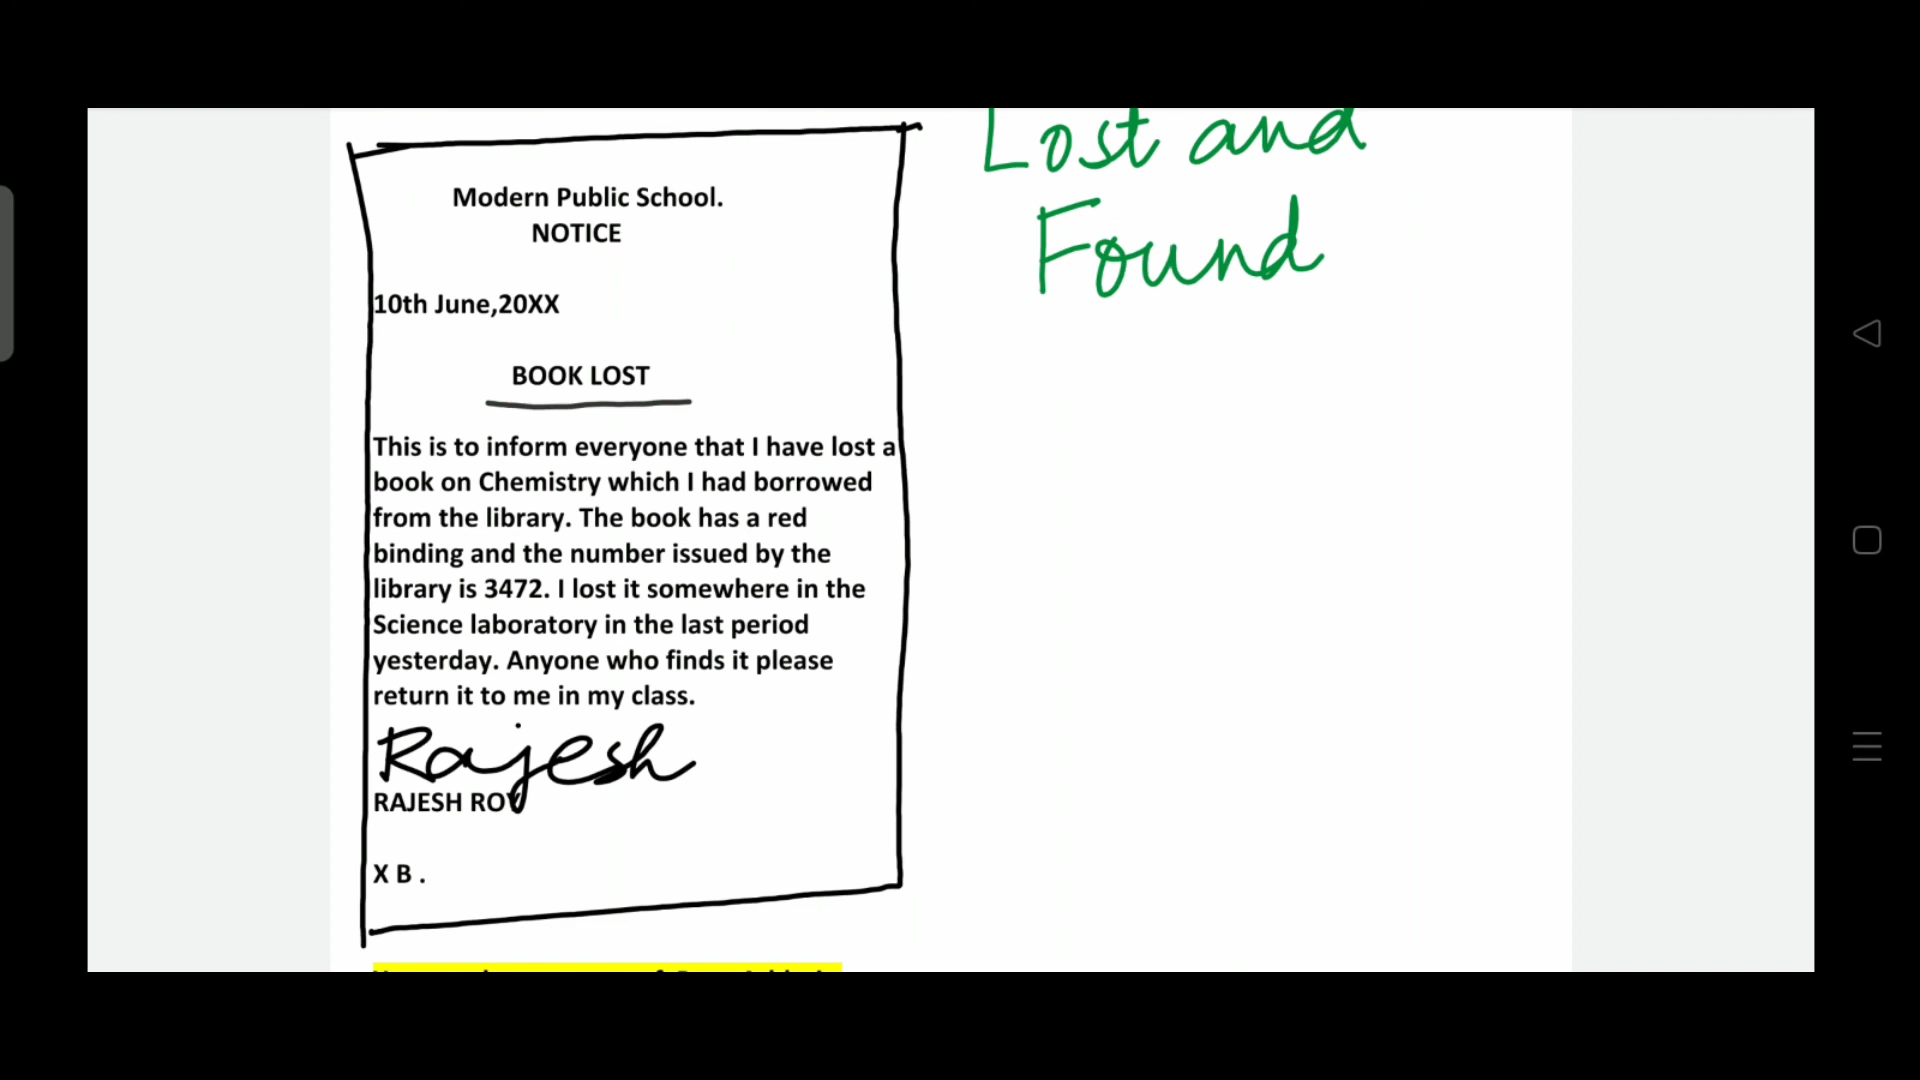 Lost and
Found
Modern Public School.
NOTICE
10th June,20XX
BOOK LOST
This is to inform everyone that I have lost a
book on Chemistry which I had borrowed
from the library. The book has a red
binding and the number issued by the
library is 3472. I lost it somewhere in the
Science laboratory in the last period
yesterday. Anyone who finds it please
return it to me in my class.
Rajesh
RAJESH ROY
X B .